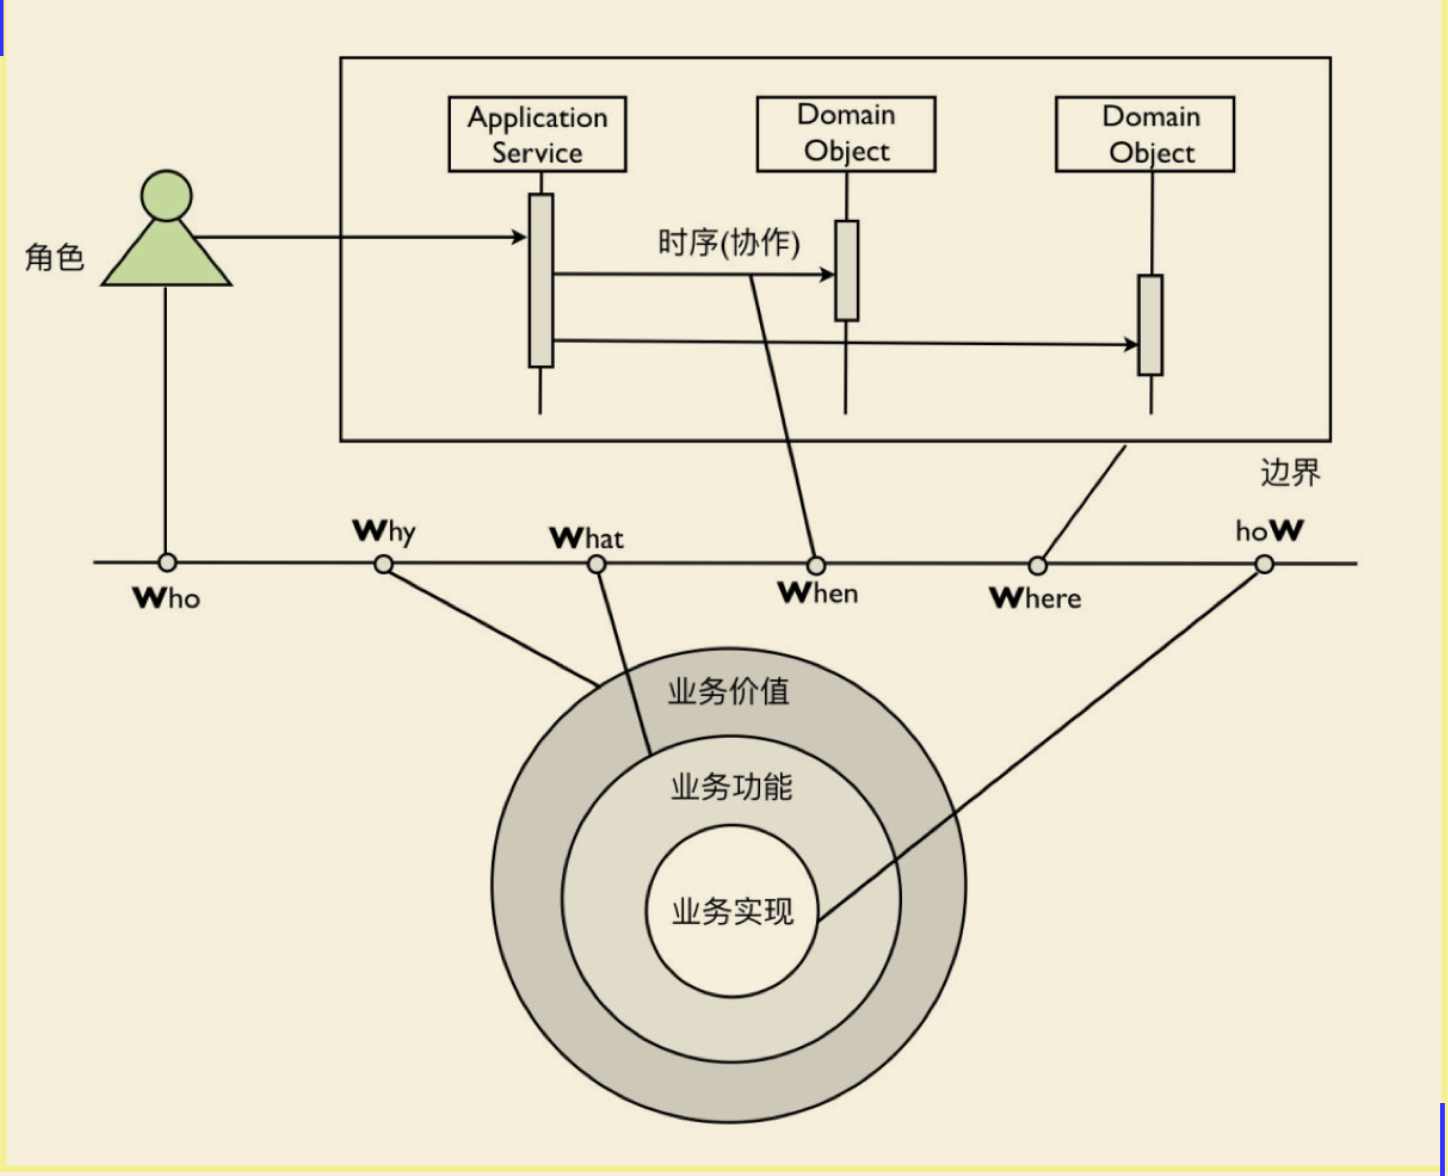 Application
Service
Domain
Object
Domain
Object
角色
时序(协作)
边界
Why
What
hoW
Who
When
Where
业务价值
业务功能
业务实现